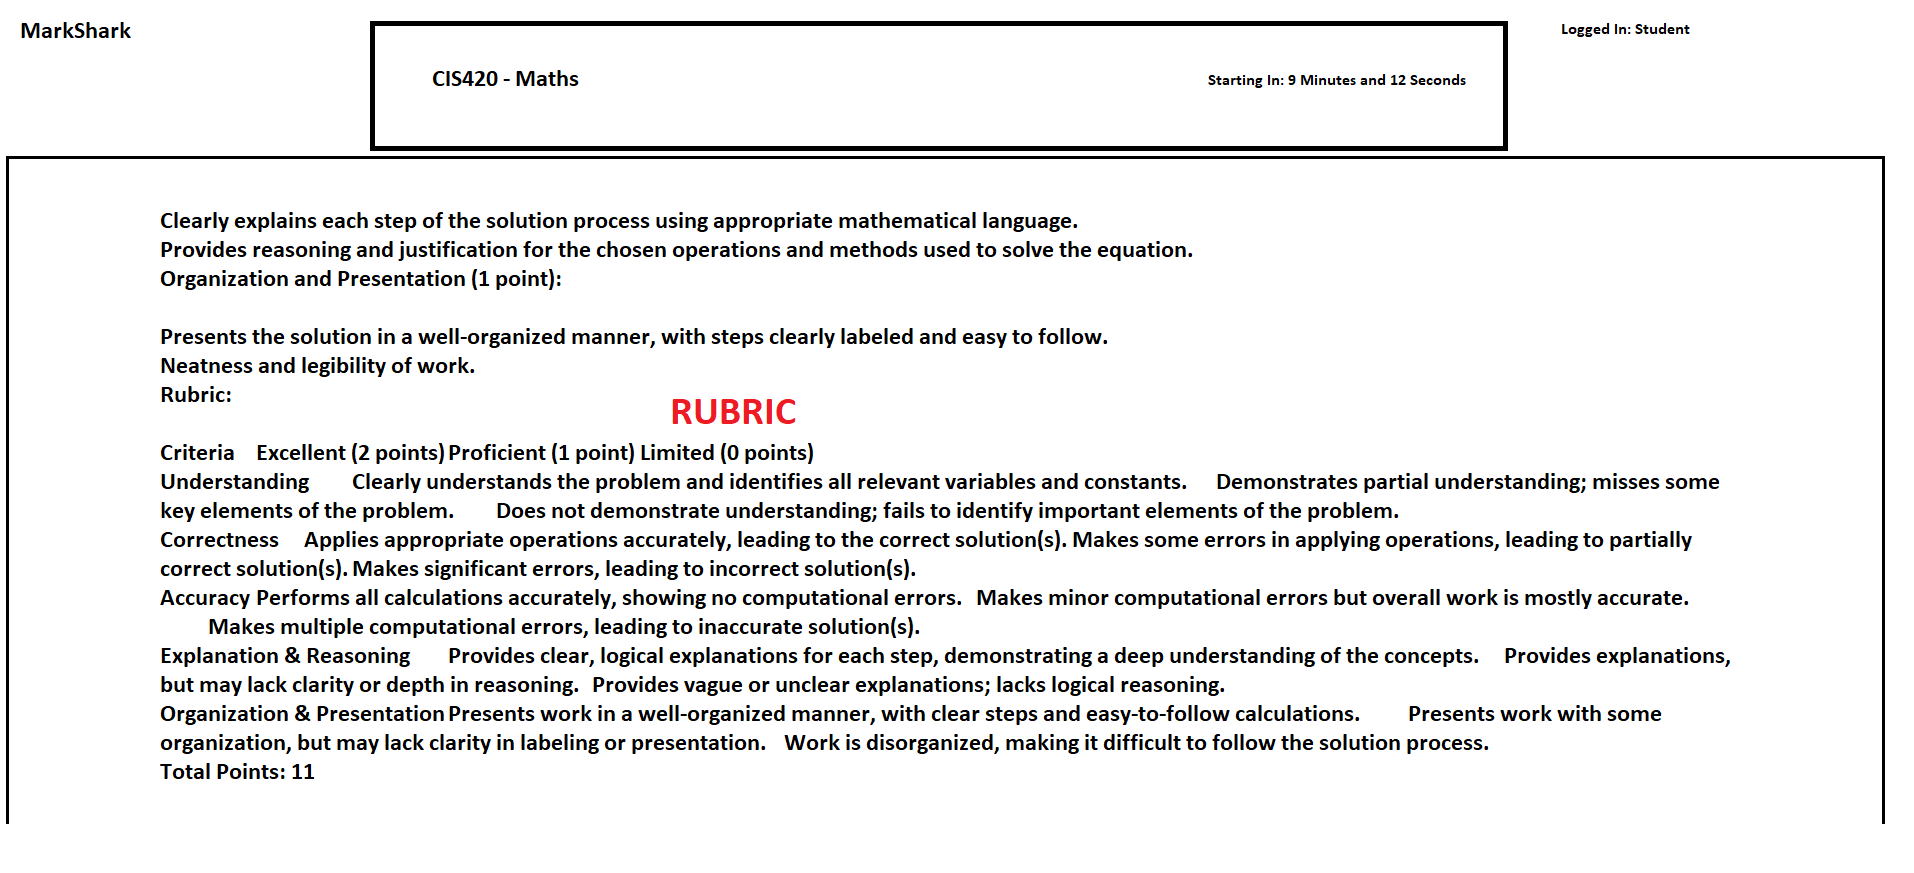 MarkShark
Logged In: Student
CIS420 - Maths
Starting In: 9 Minutes and 12 Seconds
Clearly explains each step of the solution process using appropriate mathematical language.
Provides reasoning and justification for the chosen operations and methods used to solve the equation.
Organization and Presentation (1 point):
Presents the solution in a well-organized manner, with steps clearly labeled and easy to follow.
Neatness and legibility of work.
Rubric:
RUBRIC
Criteria Excellent (2 points) Proficient (1 point) Limited (0 points)
Understanding Clearly understands the problem and identifies all relevant variables and constants. Demonstrates partial understanding; misses some
key elements of the problem. Does not demonstrate understanding; fails to identify important elements of the problem.
Correctness Applies appropriate operations accurately, leading to the correct solution(s). Makes some errors in applying operations, leading to partially
correct solution(s). Makes significant errors, leading to incorrect solution(s).
Accuracy Performs all calculations accurately, showing no computational errors. Makes minor computational errors but overall work is mostly accurate.
Makes multiple computational errors, leading to inaccurate solution(s).
Explanation & Reasoning Provides clear, logical explanations for each step, demonstrating a deep understanding of the concepts. Provides explanations,
but may lack clarity or depth in reasoning. Provides vague or unclear explanations; lacks logical reasoning.
Organization & Presentation Presents work in a well-organized manner, with clear steps and easy-to-follow calculations. Presents work with some
organization, but may lack clarity in labeling or presentation. Work is disorganized, making it difficult to follow the solution process.
Total Points: 11